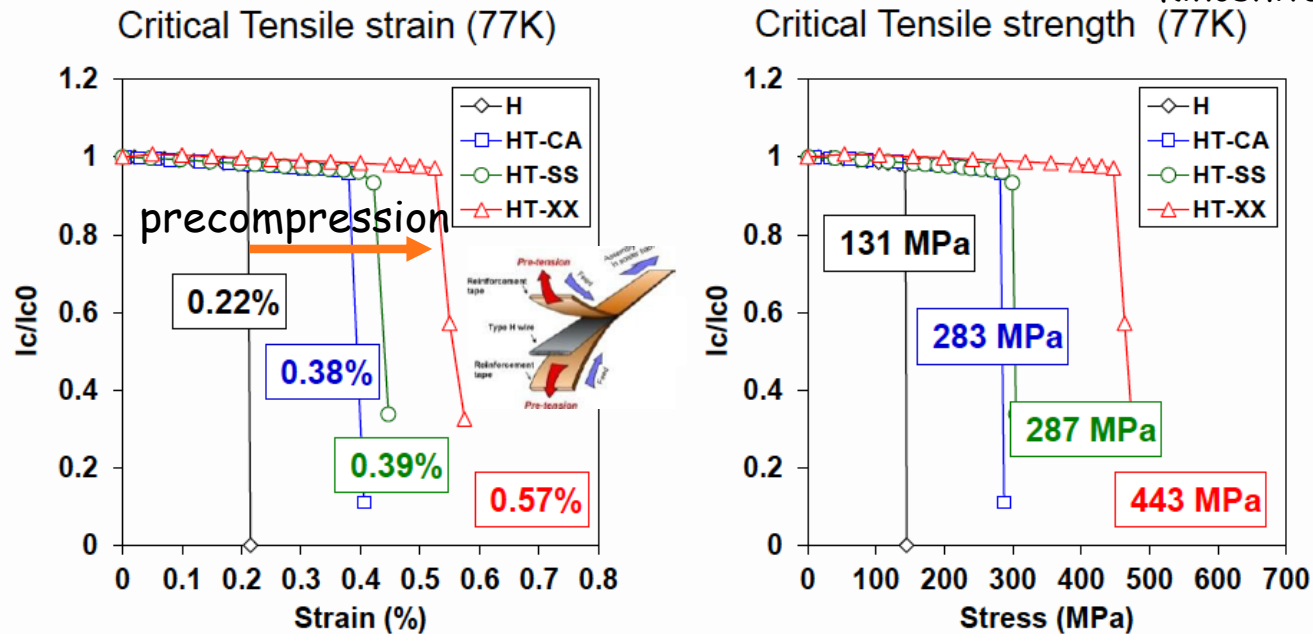 Critical Tensile strain (77K)
1.2
1
0.8
0.6
0.4
0.2
0
Ic/Ic0
H
HT-CA
HT-SS
HT-XX
precompression
0.22%
0.38%
0.39%
0.57%
Pre-tension
Reinforcement
tape
Feed
Assembly
Type H wire
Reinforcement
tape
Feed
Pre-tension
0 0.1 0.2 0.3 0.4 0.5 0.6 0.7 0.8
Strain (%)
Critical Tensile strength (77K)
1.2
1
0.8
0.6
0.4
0.2
0
Ic/Ic0
H
HT-CA
HT-SS
HT-XX
131 MPa
283 MPa
287 MPa
443 MPa
0 100 200 300 400 500 600 700
Stress (MPa)